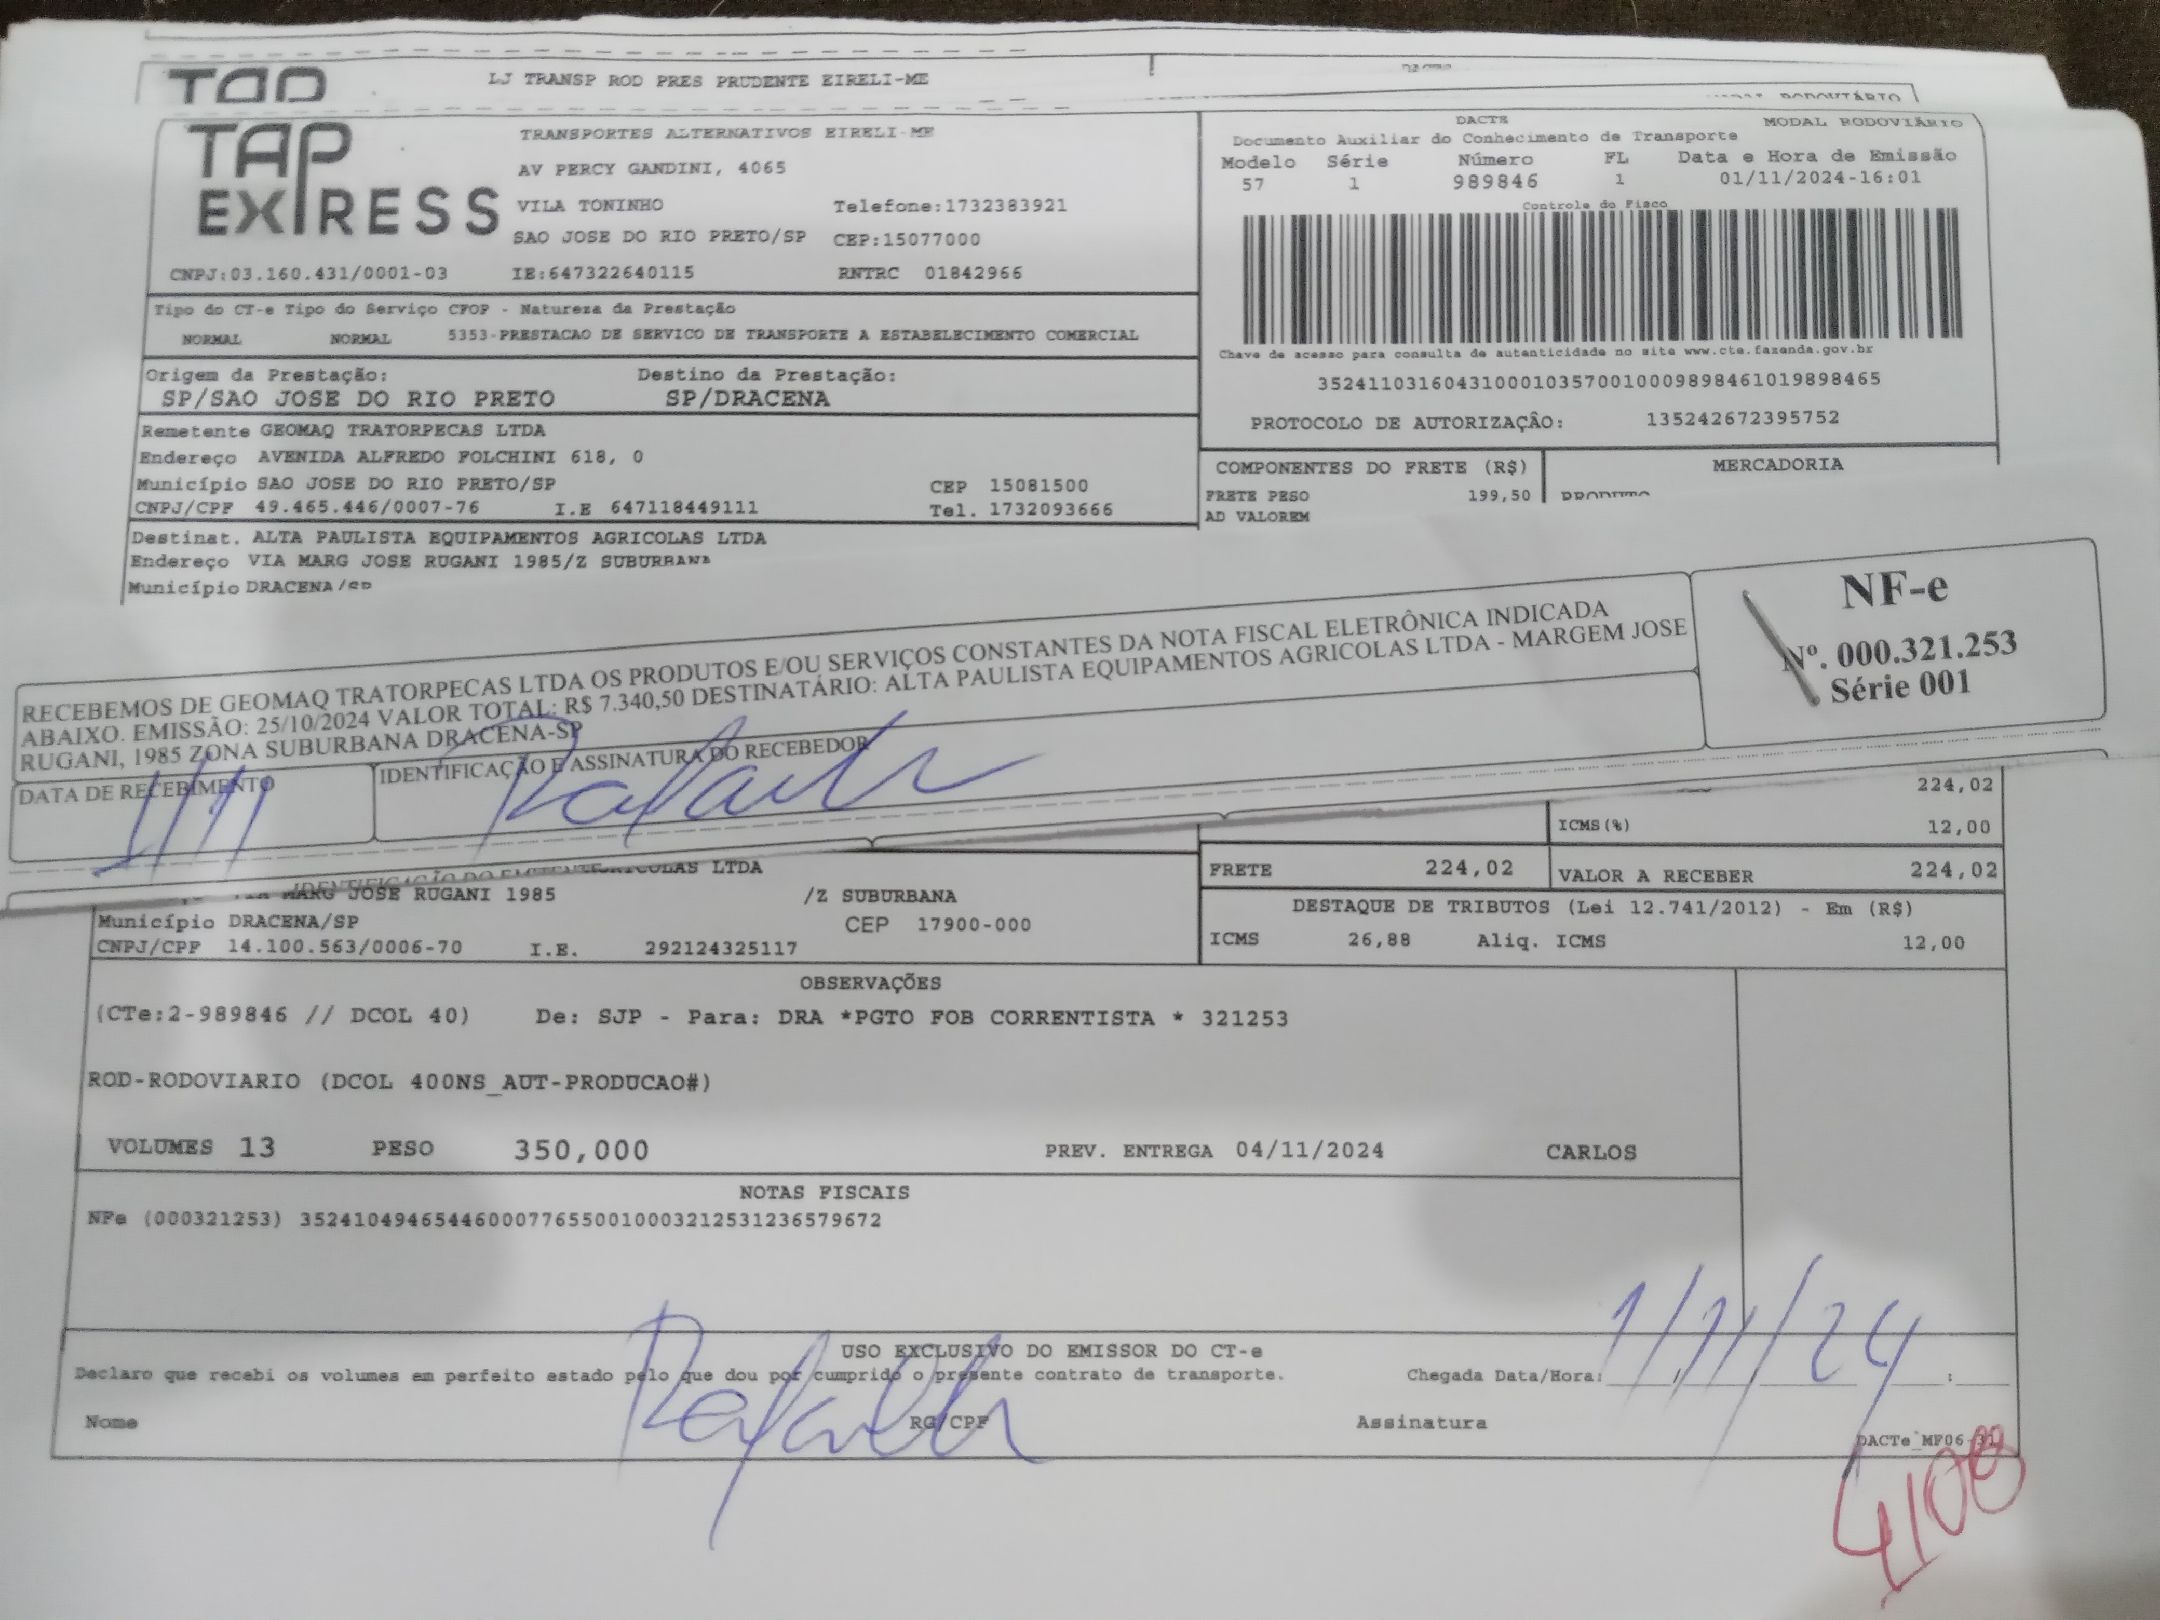 LJ TRANSP ROD PRES PRUDENTE EIRELI-ME
TAP EXPRESS
TRANSPORTES ALTERNATIVOS EIRELI-ME
AV PERCY GANDINI, 4065
VILA TONINHO Telefone:1732383921
SAO JOSE DO RIO PRETO/SP CEP:15077000
CNPJ:03.160.431/0001-03 IE:647322640115 RNTRC 01842966
DACTE MODAL RODOVIÁRIO
Documento Auxiliar do Conhecimento de Transporte
Modelo Série Número FL Data e Hora de Emissão
57 1 989846 1 01/11/2024-16:01
Controle do Fisco
Chave de acesso para consulta de autenticidade no site www.cte.fazenda.gov.br
35241103160431000103570010009898461019898465
PROTOCOLO DE AUTORIZAÇÂO: 135242672395752
Tipo do CT-e Tipo do Serviço CFOP - Natureza da Prestação
NORMAL NORMAL 5353-PRESTACAO DE SERVICO DE TRANSPORTE A ESTABELECIMENTO COMERCIAL
Origem da Prestação: Destino da Prestação:
SP/SAO JOSE DO RIO PRETO SP/DRACENA
Remetente GEOMAQ TRATORPECAS LTDA
Endereço AVENIDA ALFREDO FOLCHINI 618, 0
Município SAO JOSE DO RIO PRETO/SP CEP 15081500
CNPJ/CPF 49.465.446/0007-76 I.E 647118449111 Tel. 1732093666
COMPONENTES DO FRETE (R$) MERCADORIA
FRETE PESO 199,50 PRODUTO
AD VALOREM
Destinat. ALTA PAULISTA EQUIPAMENTOS AGRICOLAS LTDA
Endereço VIA MARG JOSE RUGANI 1985/Z SUBURBANA
Município DRACENA/SP
RECEBEMOS DE GEOMAQ TRATORPECAS LTDA OS PRODUTOS E/OU SERVIÇOS CONSTANTES DA NOTA FISCAL ELETRÔNICA INDICADA
ABAIXO. EMISSÃO: 25/10/2024 VALOR TOTAL: R$ 7.340,50 DESTINATÁRIO: ALTA PAULISTA EQUIPAMENTOS AGRICOLAS LTDA - MARGEM JOSE
RUGANI, 1985 ZONA SUBURBANA DRACENA-SP
NF-e
Nº. 000.321.253
Série 001
DATA DE RECEBIMENTO IDENTIFICAÇÃO E ASSINATURA DO RECEBEDOR
1/11
224,02
ICMS(%) 12,00
FRETE 224,02 VALOR A RECEBER 224,02
LTDA
MARG JOSE RUGANI 1985 /Z SUBURBANA
Município DRACENA/SP CEP 17900-000
CNPJ/CPF 14.100.563/0006-70 I.E. 292124325117
DESTAQUE DE TRIBUTOS (Lei 12.741/2012) - Em (R$)
ICMS 26,88 Aliq. ICMS 12,00
OBSERVAÇÕES
(CTe:2-989846 // DCOL 40) De: SJP - Para: DRA *PGTO FOB CORRENTISTA * 321253
ROD-RODOVIARIO (DCOL 400NS_AUT-PRODUCAO#)
VOLUMES 13 PESO 350,000 PREV. ENTREGA 04/11/2024 CARLOS
NOTAS FISCAIS
NFe (000321253) 35241049465446000776550010003212531236579672
USO EXCLUSIVO DO EMISSOR DO CT-e
Declaro que recebi os volumes em perfeito estado pelo que dou por cumprido o presente contrato de transporte. Chegada Data/Hora: 1/11/24
Nome RG/CPF Assinatura
DACTe_MF06